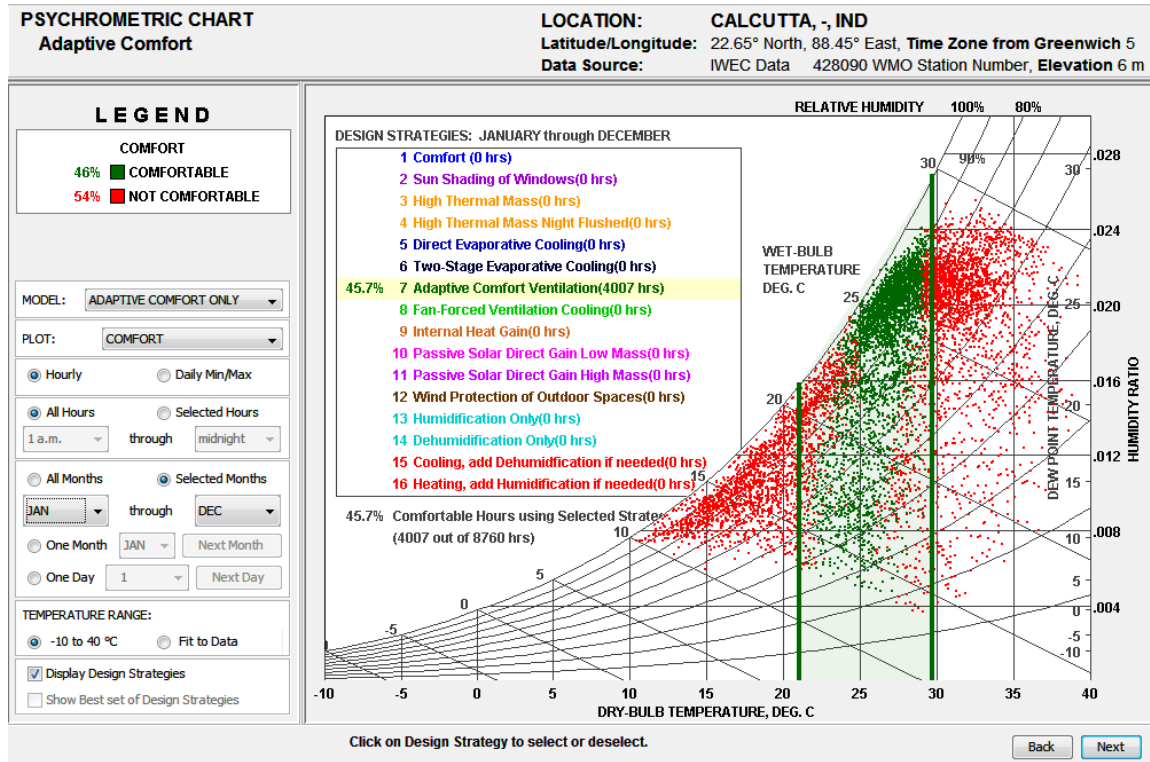 PSYCHROMETRIC CHART
Adaptive Comfort
LOCATION: CALCUTTA, -, IND
Latitude/Longitude: 22.65° North, 88.45° East, Time Zone from Greenwich 5
Data Source: IWEC Data 428090 WMO Station Number, Elevation 6 m
LEGEND
COMFORT
46% COMFORTABLE
54% NOT COMFORTABLE
MODEL: ADAPTIVE COMFORT ONLY
PLOT: COMFORT
Hourly Daily Min/Max
All Hours Selected Hours
1 a.m. through midnight
All Months Selected Months
JAN through DEC
One Month JAN Next Month
One Day 1 Next Day
TEMPERATURE RANGE:
-10 to 40 °C Fit to Data
Display Design Strategies
Show Best set of Design Strategies
RELATIVE HUMIDITY 100% 80%
90%
DESIGN STRATEGIES: JANUARY through DECEMBER
1 Comfort (0 hrs)
2 Sun Shading of Windows(0 hrs)
3 High Thermal Mass(0 hrs)
4 High Thermal Mass Night Flushed(0 hrs)
5 Direct Evaporative Cooling(0 hrs)
6 Two-Stage Evaporative Cooling(0 hrs)
45.7% 7 Adaptive Comfort Ventilation(4007 hrs)
8 Fan-Forced Ventilation Cooling(0 hrs)
9 Internal Heat Gain(0 hrs)
10 Passive Solar Direct Gain Low Mass(0 hrs)
11 Passive Solar Direct Gain High Mass(0 hrs)
12 Wind Protection of Outdoor Spaces(0 hrs)
13 Humidification Only(0 hrs)
14 Dehumidification Only(0 hrs)
15 Cooling, add Dehumidfication if needed(0 hrs)
16 Heating, add Humidification if needed(0 hrs)
45.7% Comfortable Hours using Selected Strate
(4007 out of 8760 hrs)
WET-BULB
TEMPERATURE
DEG. C
-5
0
5
10
15
20
25
30
30
25
20
15
10
5
0
-5
-10
DEW POINT TEMPERATURE, DEG. C
.028
.024
.020
.016
.012
.008
.004
HUMIDITY RATIO
-10 -5 0 5 10 15 20 25 30 35 40
DRY-BULB TEMPERATURE, DEG. C
Click on Design Strategy to select or deselect.
Back Next